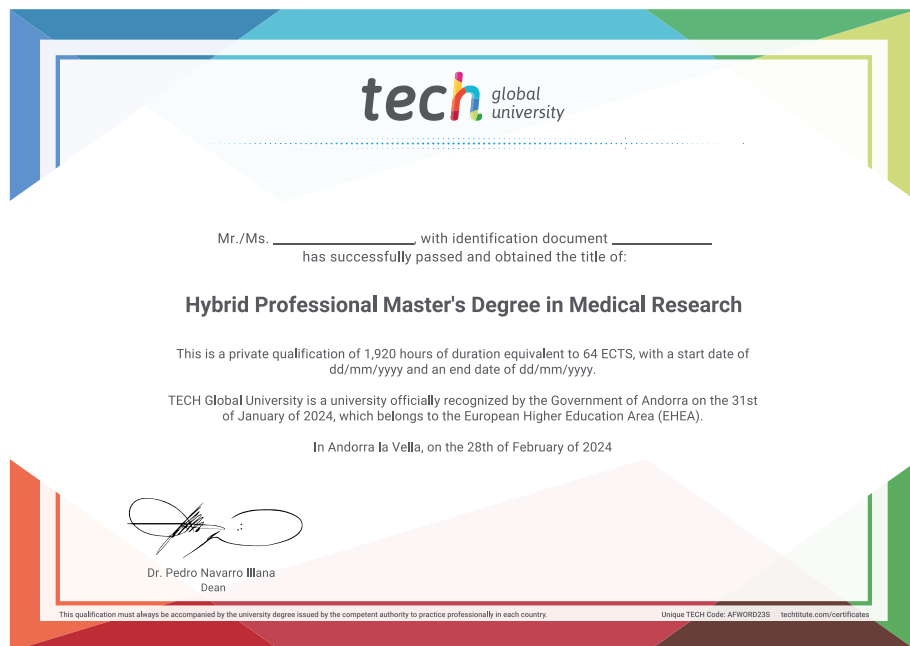 tech global
university
Mr./Ms. ____________________, with identification document ______________
has successfully passed and obtained the title of:
Hybrid Professional Master's Degree in Medical Research
This is a private qualification of 1,920 hours of duration equivalent to 64 ECTS, with a start date of
dd/mm/yyyy and an end date of dd/mm/yyyy.
TECH Global University is a university officially recognized by the Government of Andorra on the 31st
of January of 2024, which belongs to the European Higher Education Area (EHEA).
In Andorra la Vella, on the 28th of February of 2024
Dr. Pedro Navarro Illana
Dean
This qualification must always be accompanied by the university degree issued by the competent authority to practice professionally in each country.
Unique TECH Code: AFWORD23S techtitute.com/certificates